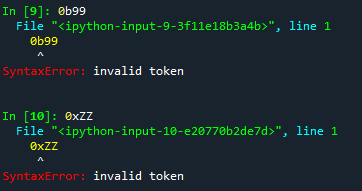 In [9]: 0b99
File "<ipython-input-9-3f11e18b3a4b>", line 1
0b99
^
SyntaxError: invalid token
In [10]: 0xZZ
File "<ipython-input-10-e20770b2de7d>", line 1
0xZZ
^
SyntaxError: invalid token